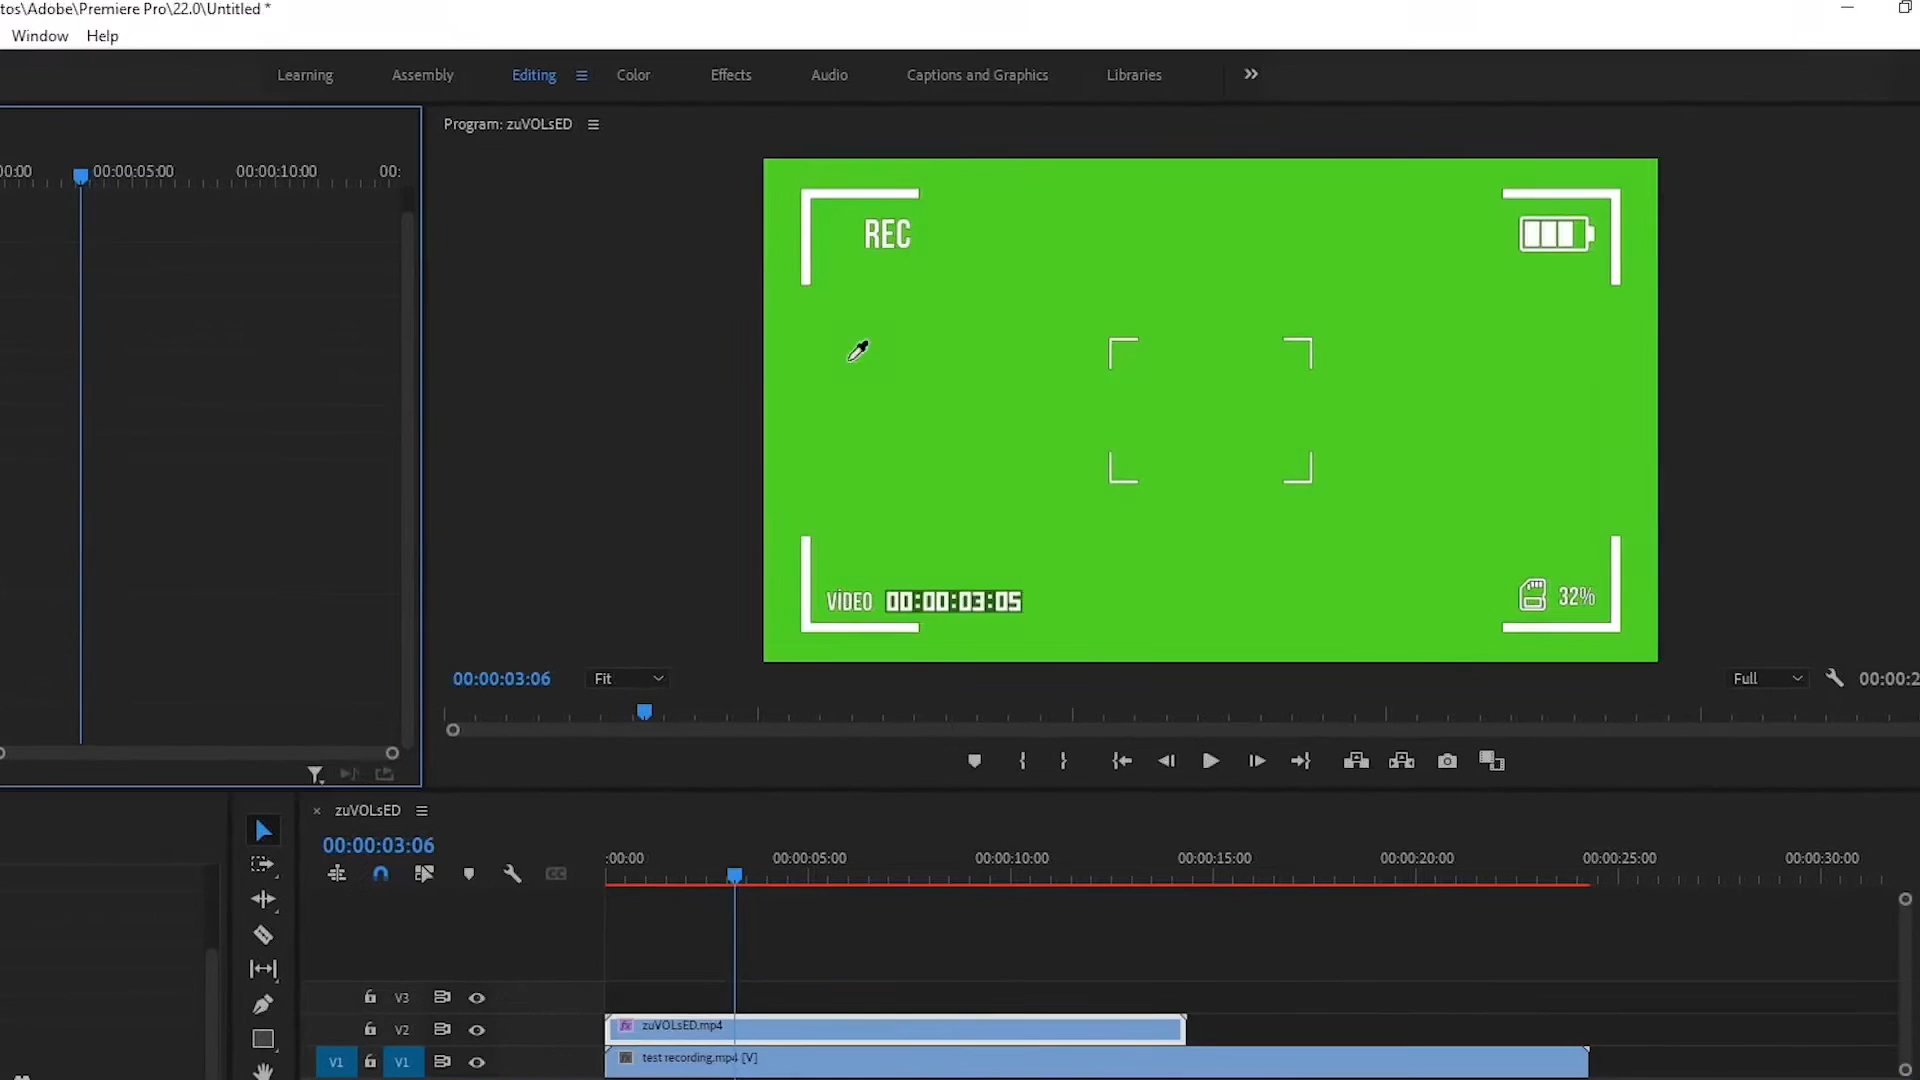 tos\Adobe\Premiere Pro\22.0\Untitled *
Window Help
Learning Assembly Editing Color Effects Audio Captions and Graphics Libraries
Program: zuVOLsED
00:00 00:00:05:00 00:00:10:00 00:
REC
VİDEO 00:00:03:05
32%
00:00:03:06 Fit Full 00:00:2
zuVOLsED
00:00:03:06
:00:00 00:00:05:00 00:00:10:00 00:00:15:00 00:00:20:00 00:00:25:00 00:00:30:00
V3
V2 fx zuVOLsED.mp4
V1 V1 fx test recording.mp4 [V]